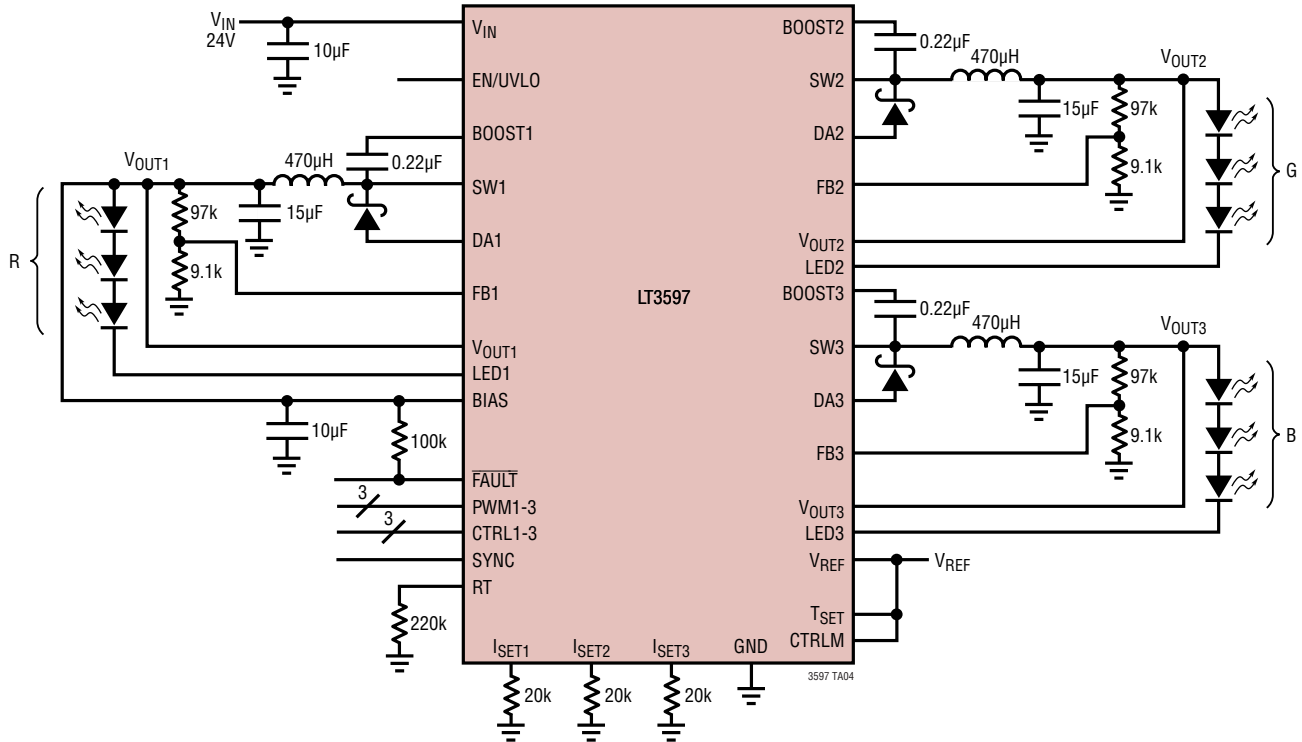 VIN
24V
10µF
VIN
EN/UVLO
BOOST1
VOUT1
470µH
0.22µF
SW1
R
97k
15µF
DA1
9.1k
FB1
VOUT1
LED1
BIAS
10µF
100k
FAULT
3
PWM1-3
3
CTRL1-3
SYNC
RT
220k
ISET1
ISET2
ISET3
GND
20k
20k
20k
LT3597
BOOST2
0.22µF
470µH
VOUT2
SW2
15µF
97k
DA2
9.1k
G
FB2
VOUT2
LED2
BOOST3
0.22µF
470µH
VOUT3
SW3
15µF
97k
DA3
9.1k
B
FB3
VOUT3
LED3
VREF
VREF
TSET
CTRLM
3597 TA04